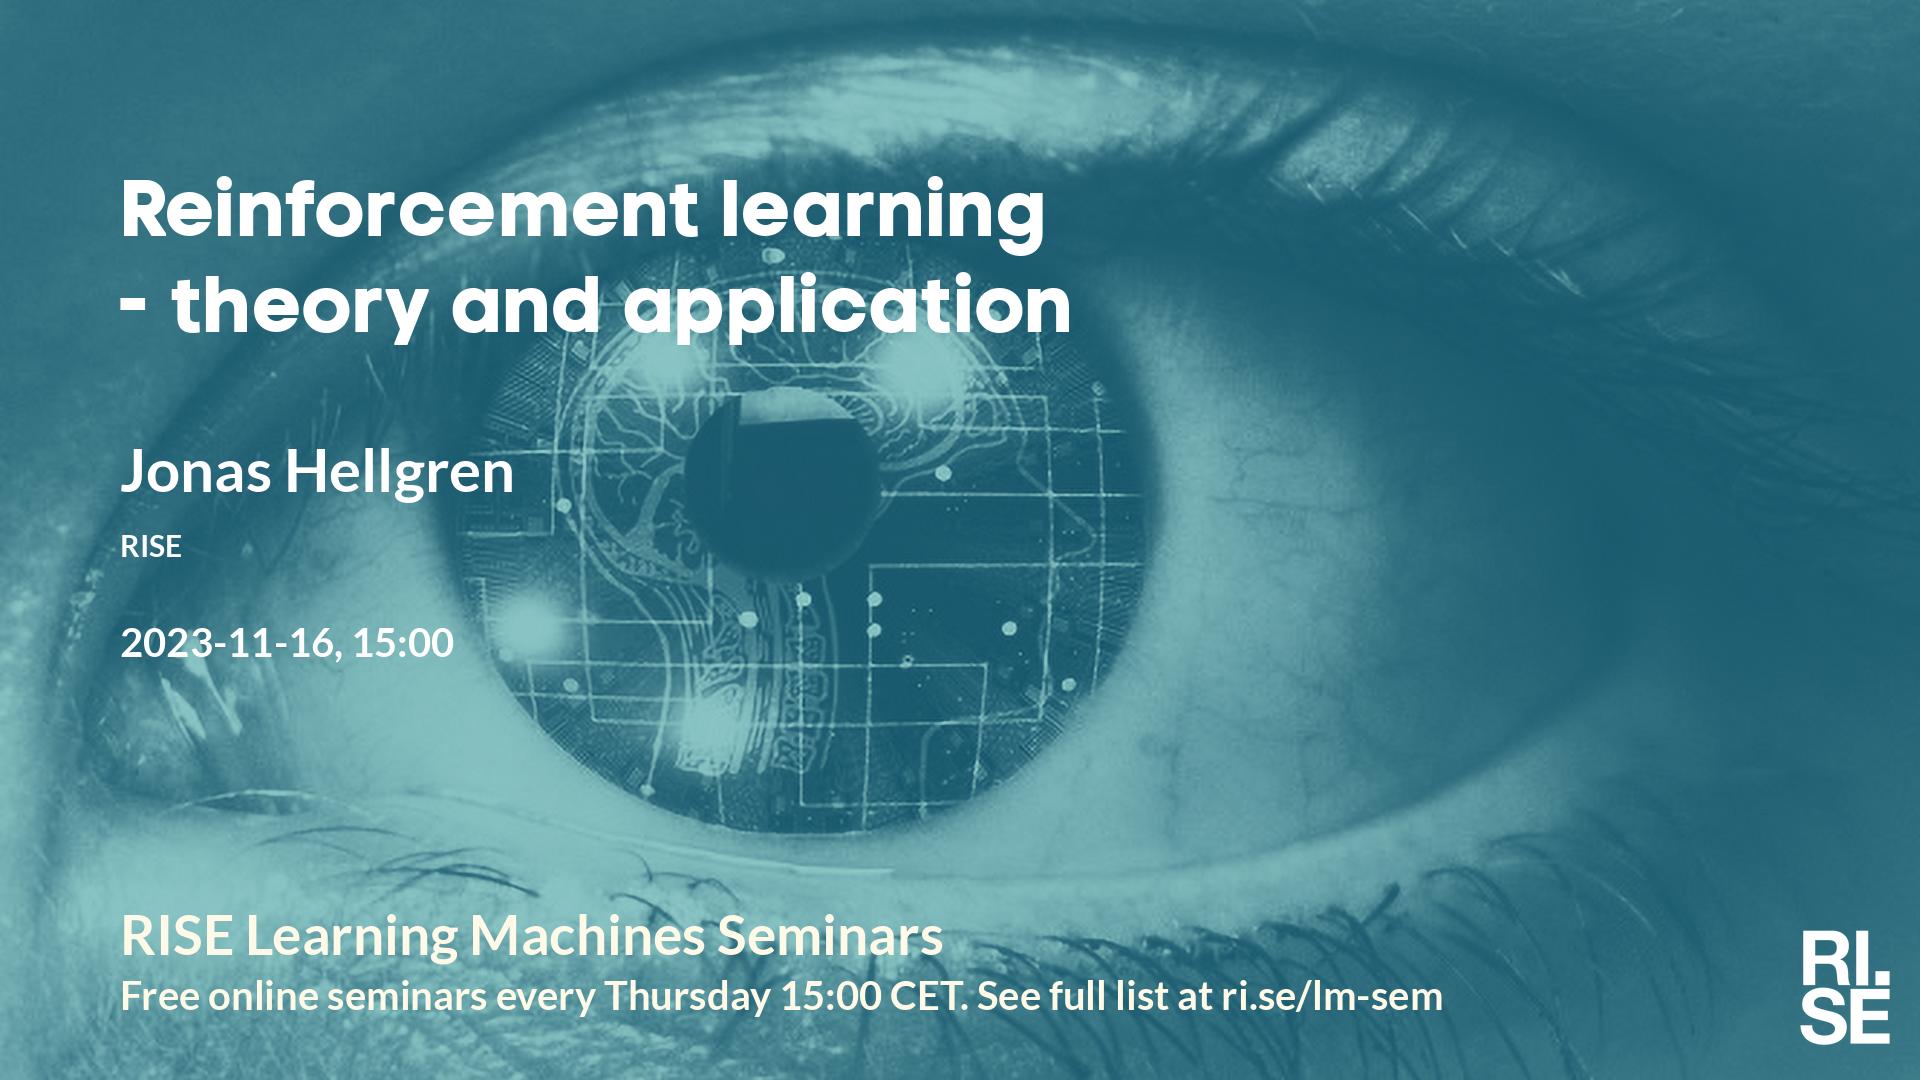 Reinforcement learning
- theory and application
Jonas Hellgren
RISE
2023-11-16, 15:00
RISE Learning Machines Seminars
Free online seminars every Thursday 15:00 CET. See full list at ri.se/lm-sem
RI.
SE